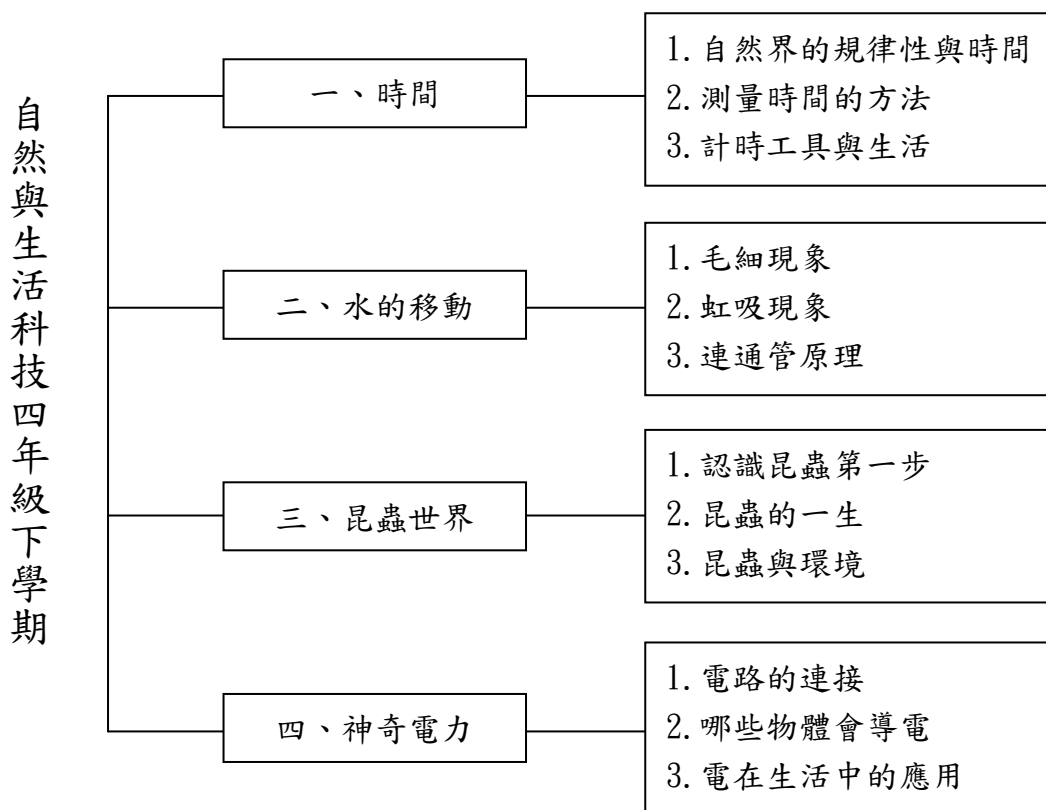 自然與生活科技四年級下學期
一、時間
1.自然界的規律性與時間
2.測量時間的方法
3.計時工具與生活
二、水的移動
1.毛細現象
2.虹吸現象
3.連通管原理
三、昆蟲世界
1.認識昆蟲第一步
2.昆蟲的一生
3.昆蟲與環境
四、神奇電力
1.電路的連接
2.哪些物體會導電
3.電在生活中的應用